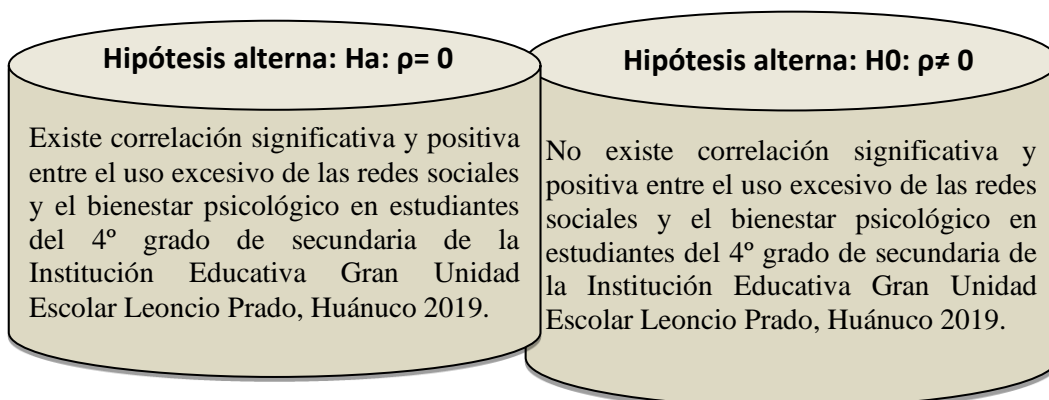 Hipótesis alterna: Ha: ρ= 0
Existe correlación significativa y positiva
entre el uso excesivo de las redes sociales
y el bienestar psicológico en estudiantes
del 4º grado de secundaria de la
Institución Educativa Gran Unidad
Escolar Leoncio Prado, Huánuco 2019.
Hipótesis alterna: H0: ρ≠ 0
No existe correlación significativa y
positiva entre el uso excesivo de las redes
sociales y el bienestar psicológico en
estudiantes del 4º grado de secundaria de
la Institución Educativa Gran Unidad
Escolar Leoncio Prado, Huánuco 2019.